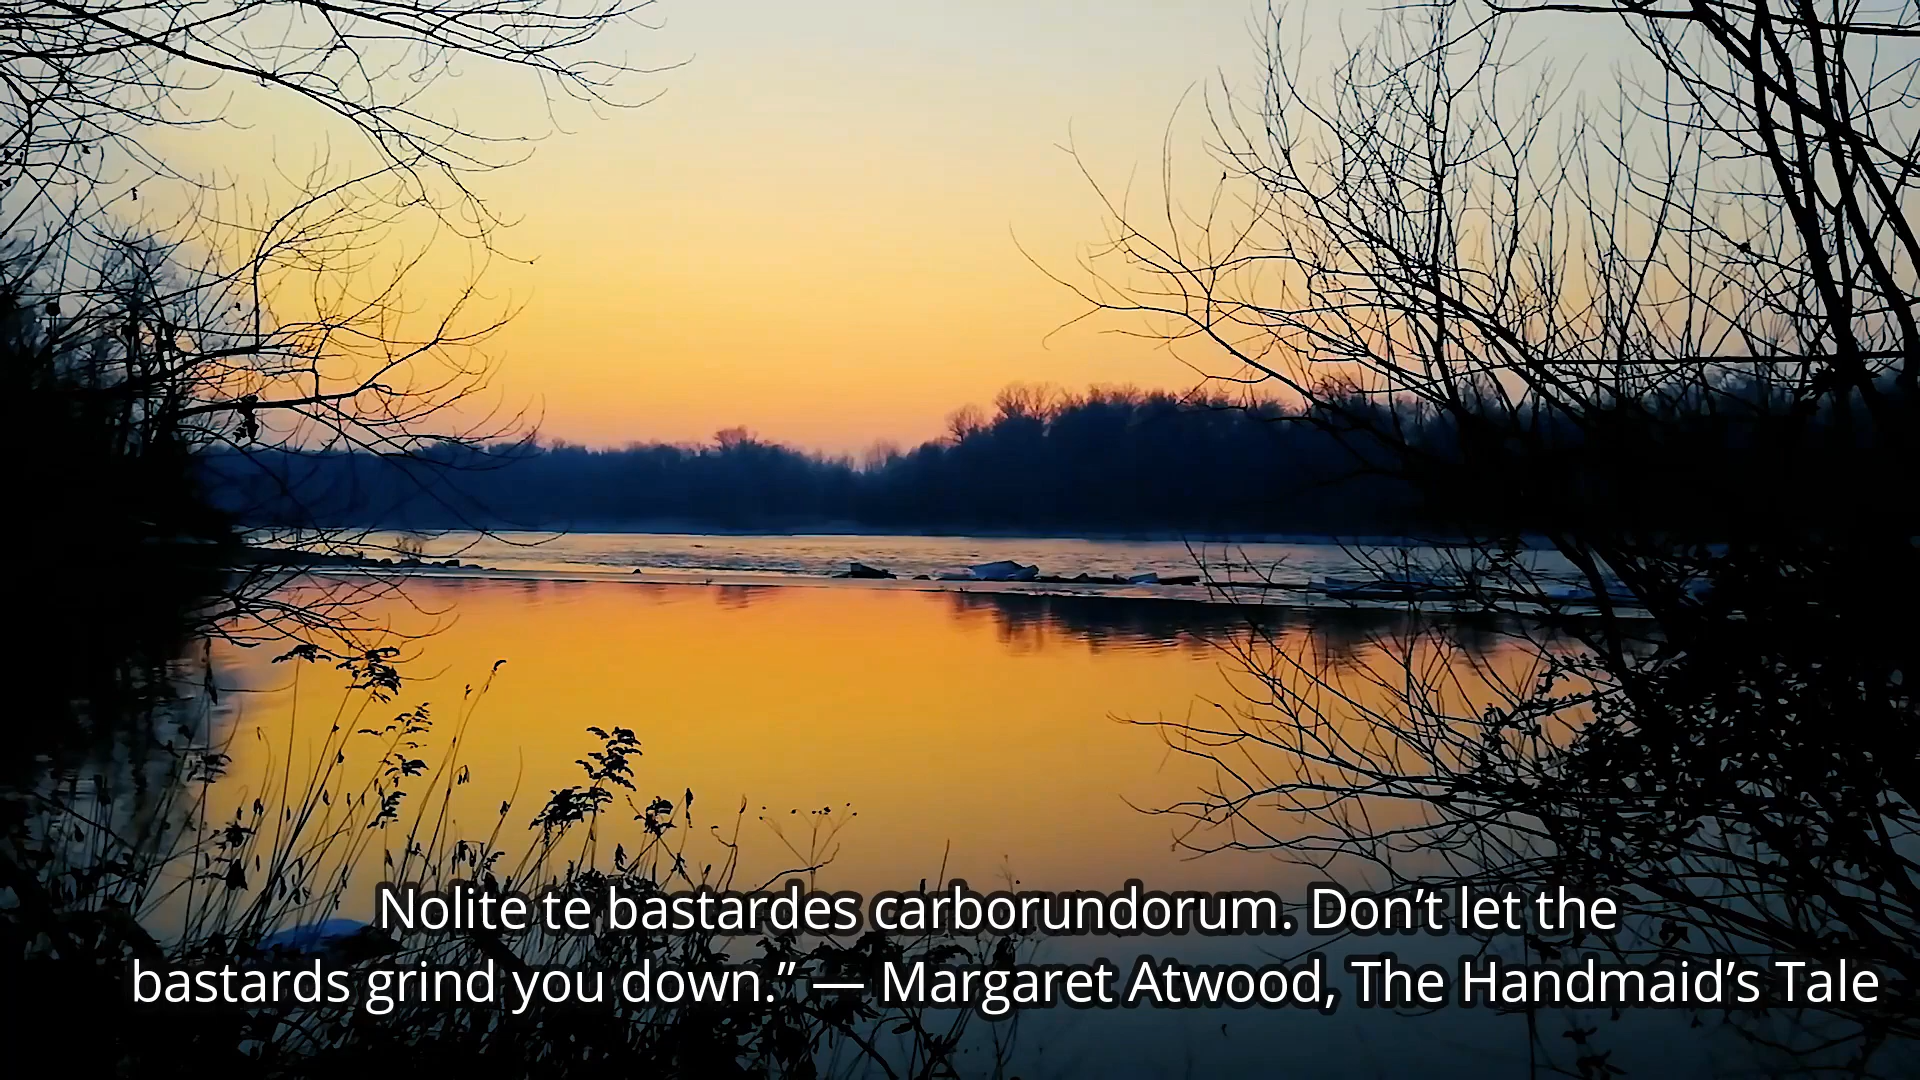 Nolite te bastardes carborundorum. Don’t let the
bastards grind you down.” — Margaret Atwood, The Handmaid’s Tale